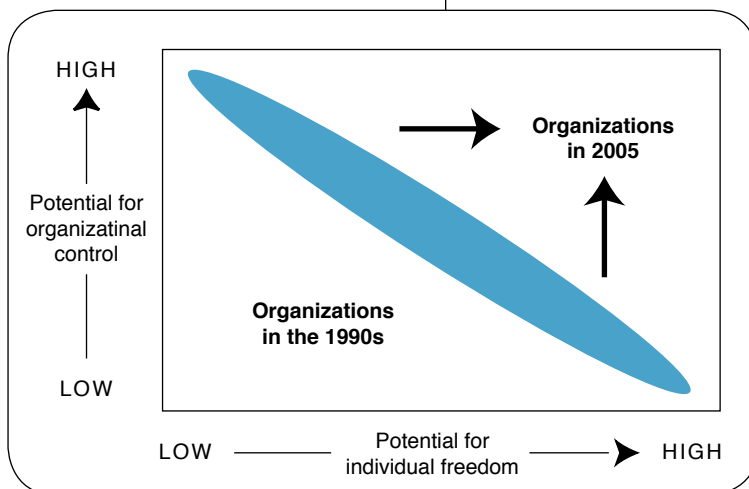 HIGH
Potential for
organizatinal
control
LOW
Organizations
in 2005
Organizations
in the 1990s
LOW
Potential for
individual freedom
HIGH